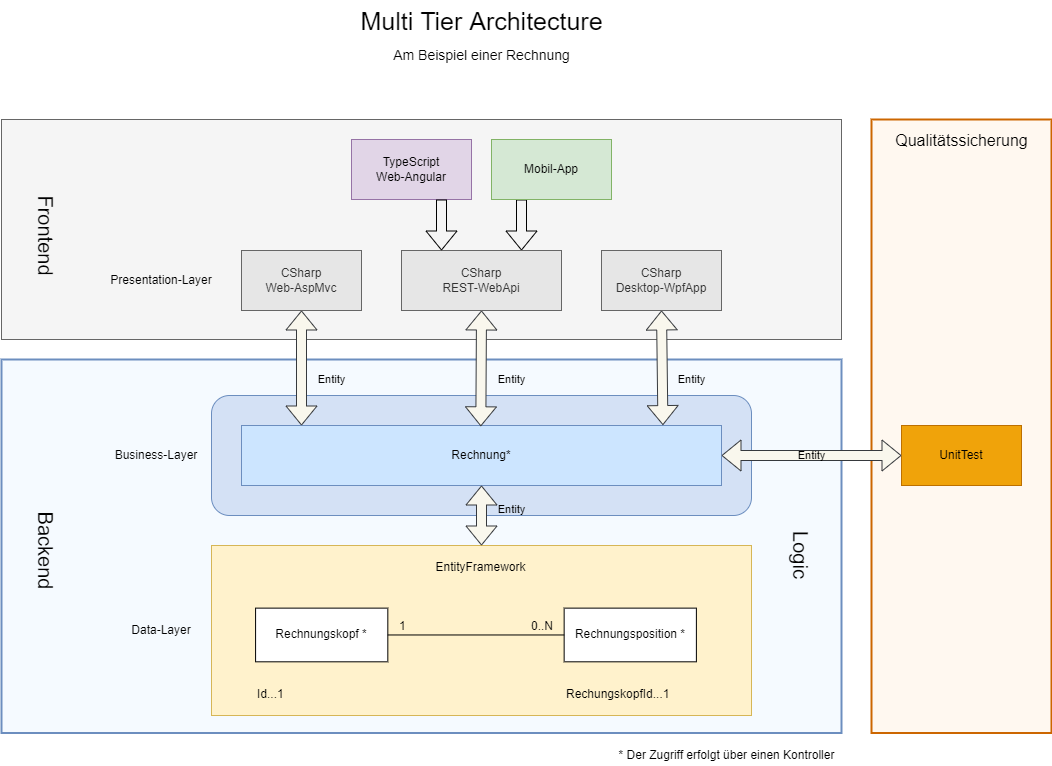 Multi Tier Architecture
Am Beispiel einer Rechnung
Qualitätssicherung
TypeScript
Web-Angular
Mobil-App
Frontend
Presentation-Layer
CSharp
Web-AspMvc
CSharp
REST-WebApi
CSharp
Desktop-WpfApp
Entity
Entity
Entity
Business-Layer
Rechnung*
Entity
UnitTest
Entity
Backend
Logic
EntityFramework
Data-Layer
Rechnungskopf *
1
0..N
Rechnungsposition *
Id...1
RechungskopfId...1
* Der Zugriff erfolgt über einen Kontroller